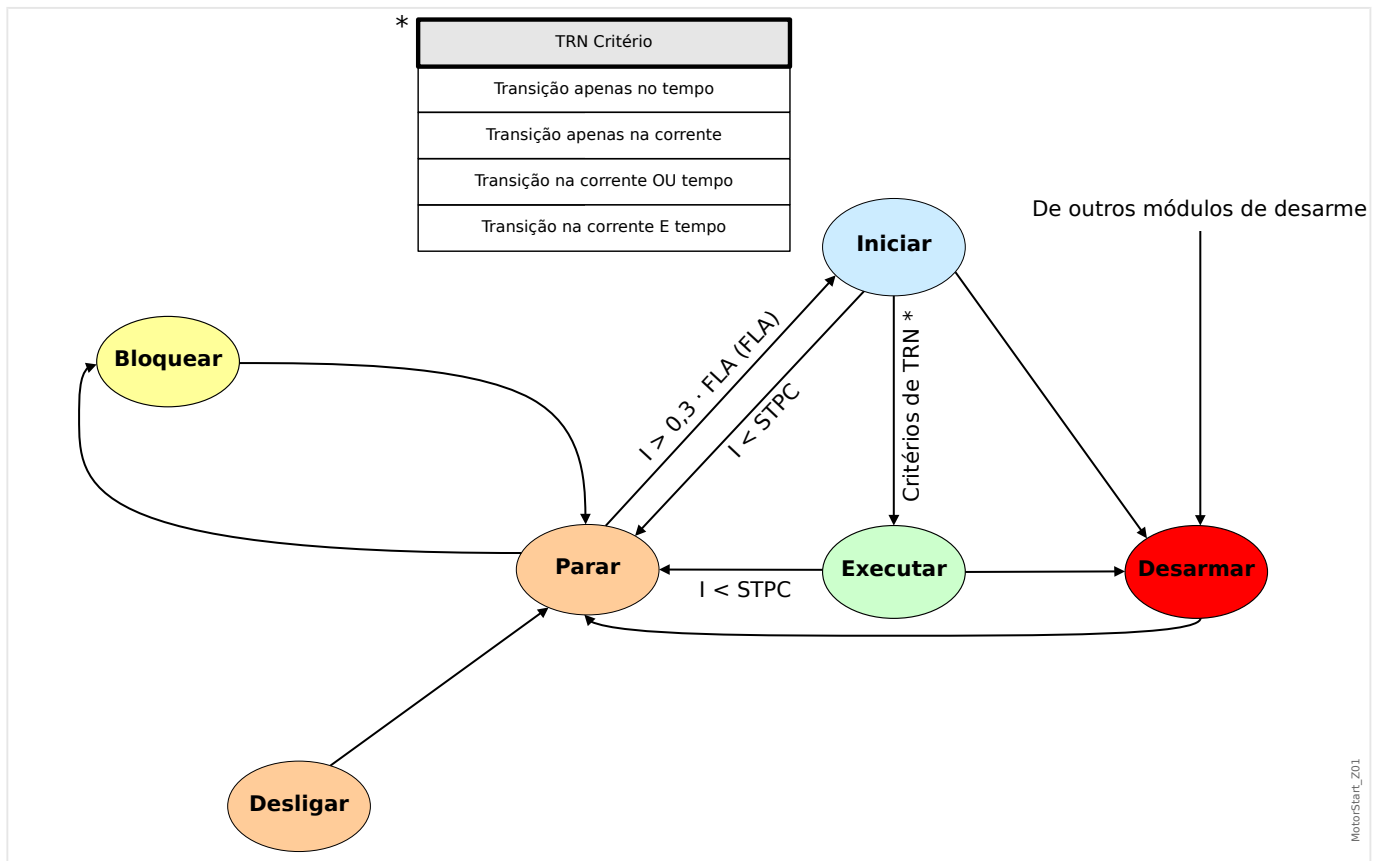 *
TRN Critério
Transição apenas no tempo
Transição apenas na corrente
Transição na corrente OU tempo
Transição na corrente E tempo
De outros módulos de desarme
Iniciar
Bloquear
I > 0,3 · FLA (FLA)
I < STPC
Critérios de TRN *
Parar
I < STPC
Executar
Desarmar
Desligar
MotorStart_Z01